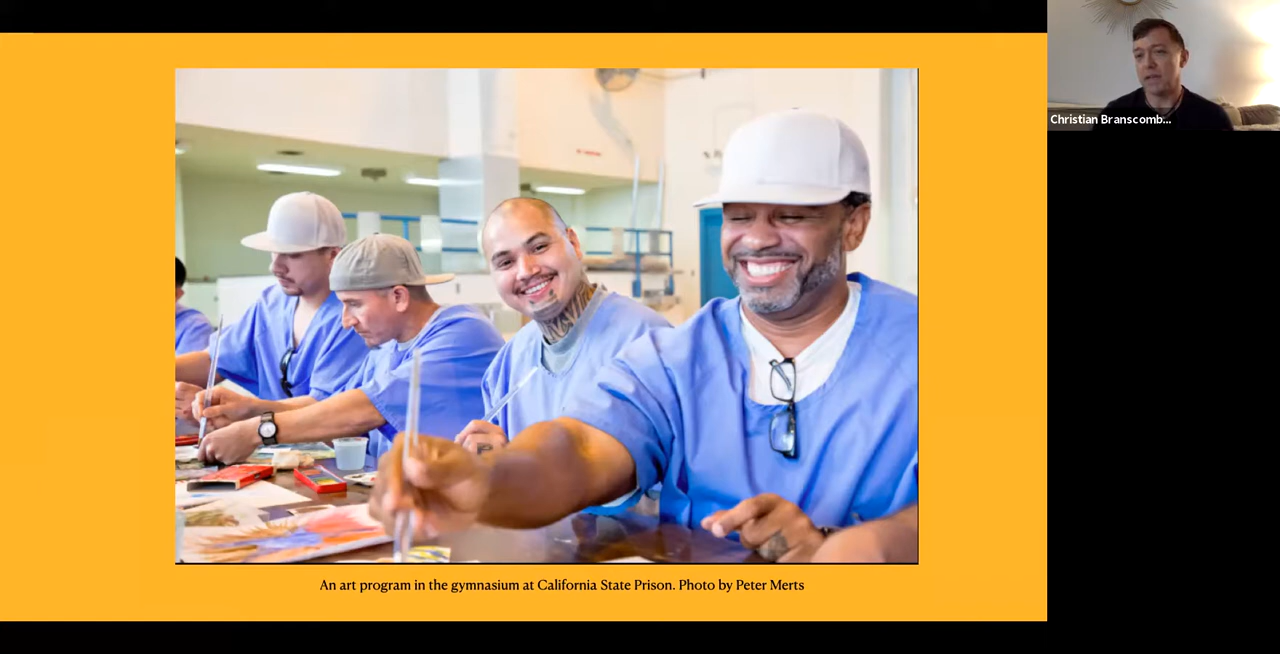 Christian Branscomb...
An art program in the gymnasium at California State Prison. Photo by Peter Merts